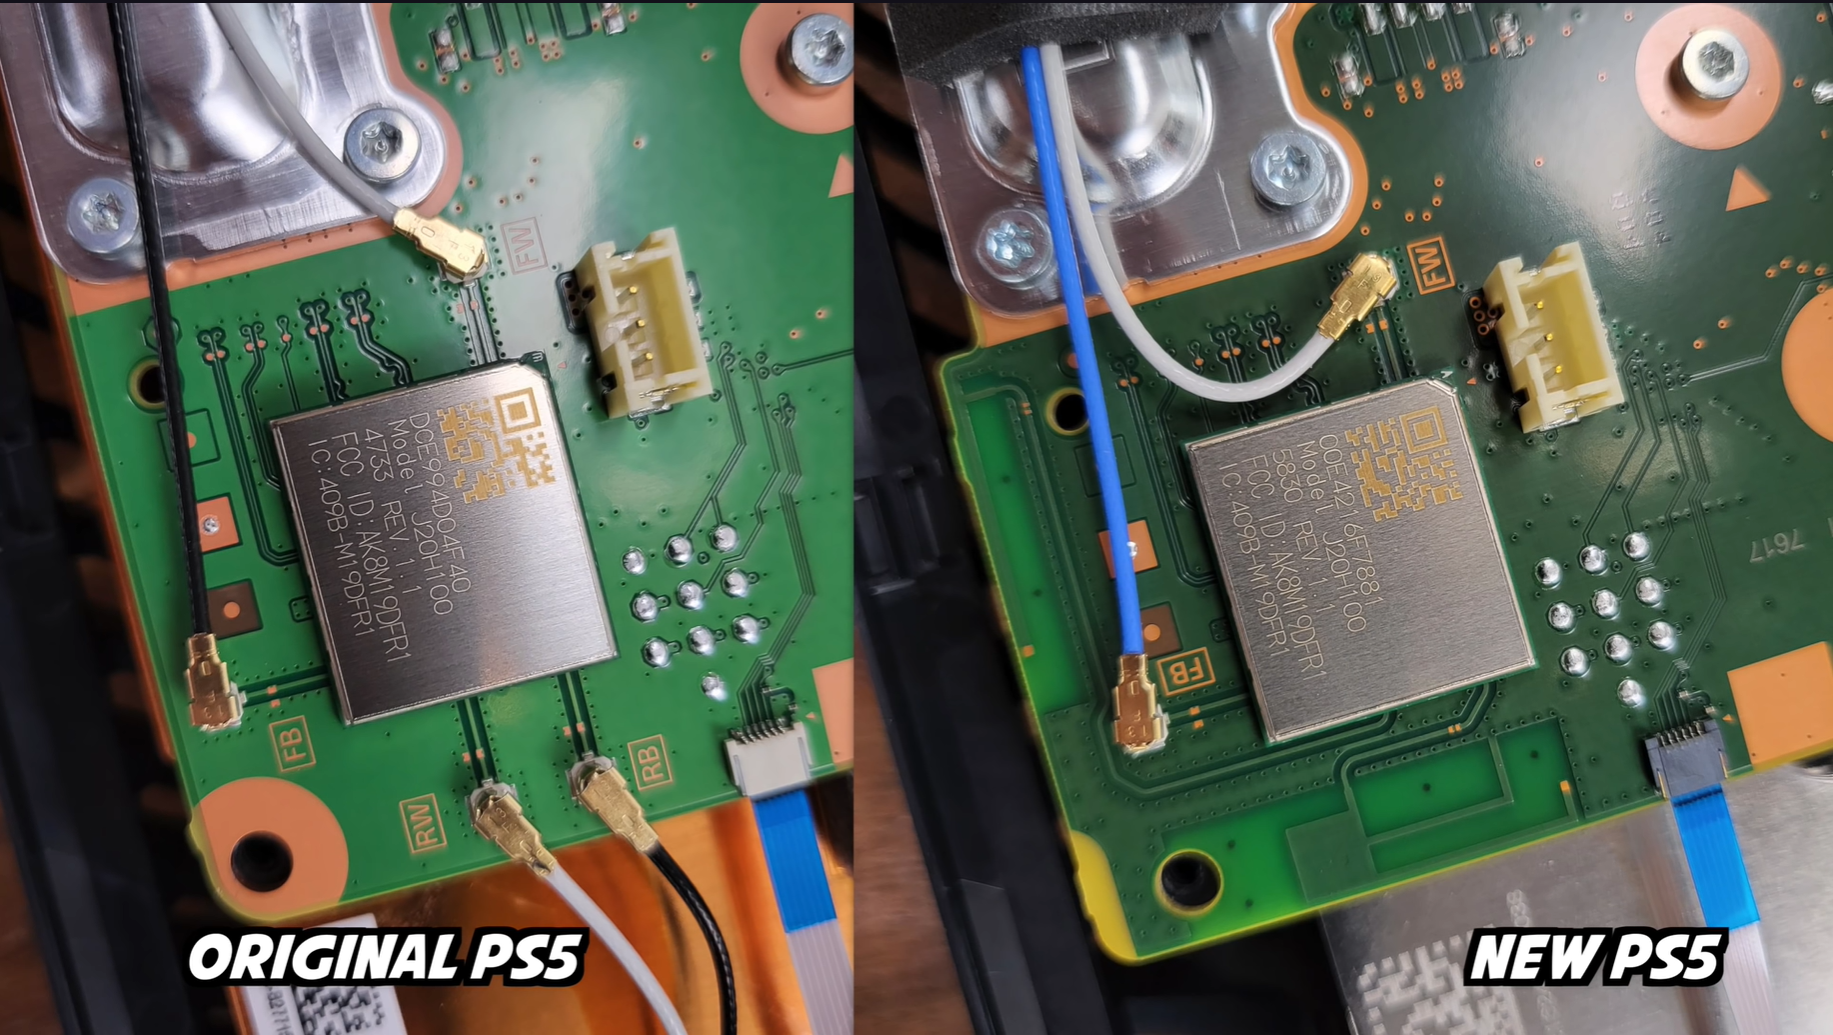 FW
DCE994D04F40
Model J20H100
4733 REV.1.1
FCC ID:AK8M19DFR1
IC:409B-M19DFR1
FB
RB
RW
ORIGINAL PS5
FW
00E4216F7881
Model J20H100
5830 REV.1.1
FCC ID:AK8M19DFR1
IC:409B-M19DFR1
7617
FB
NEW PS5